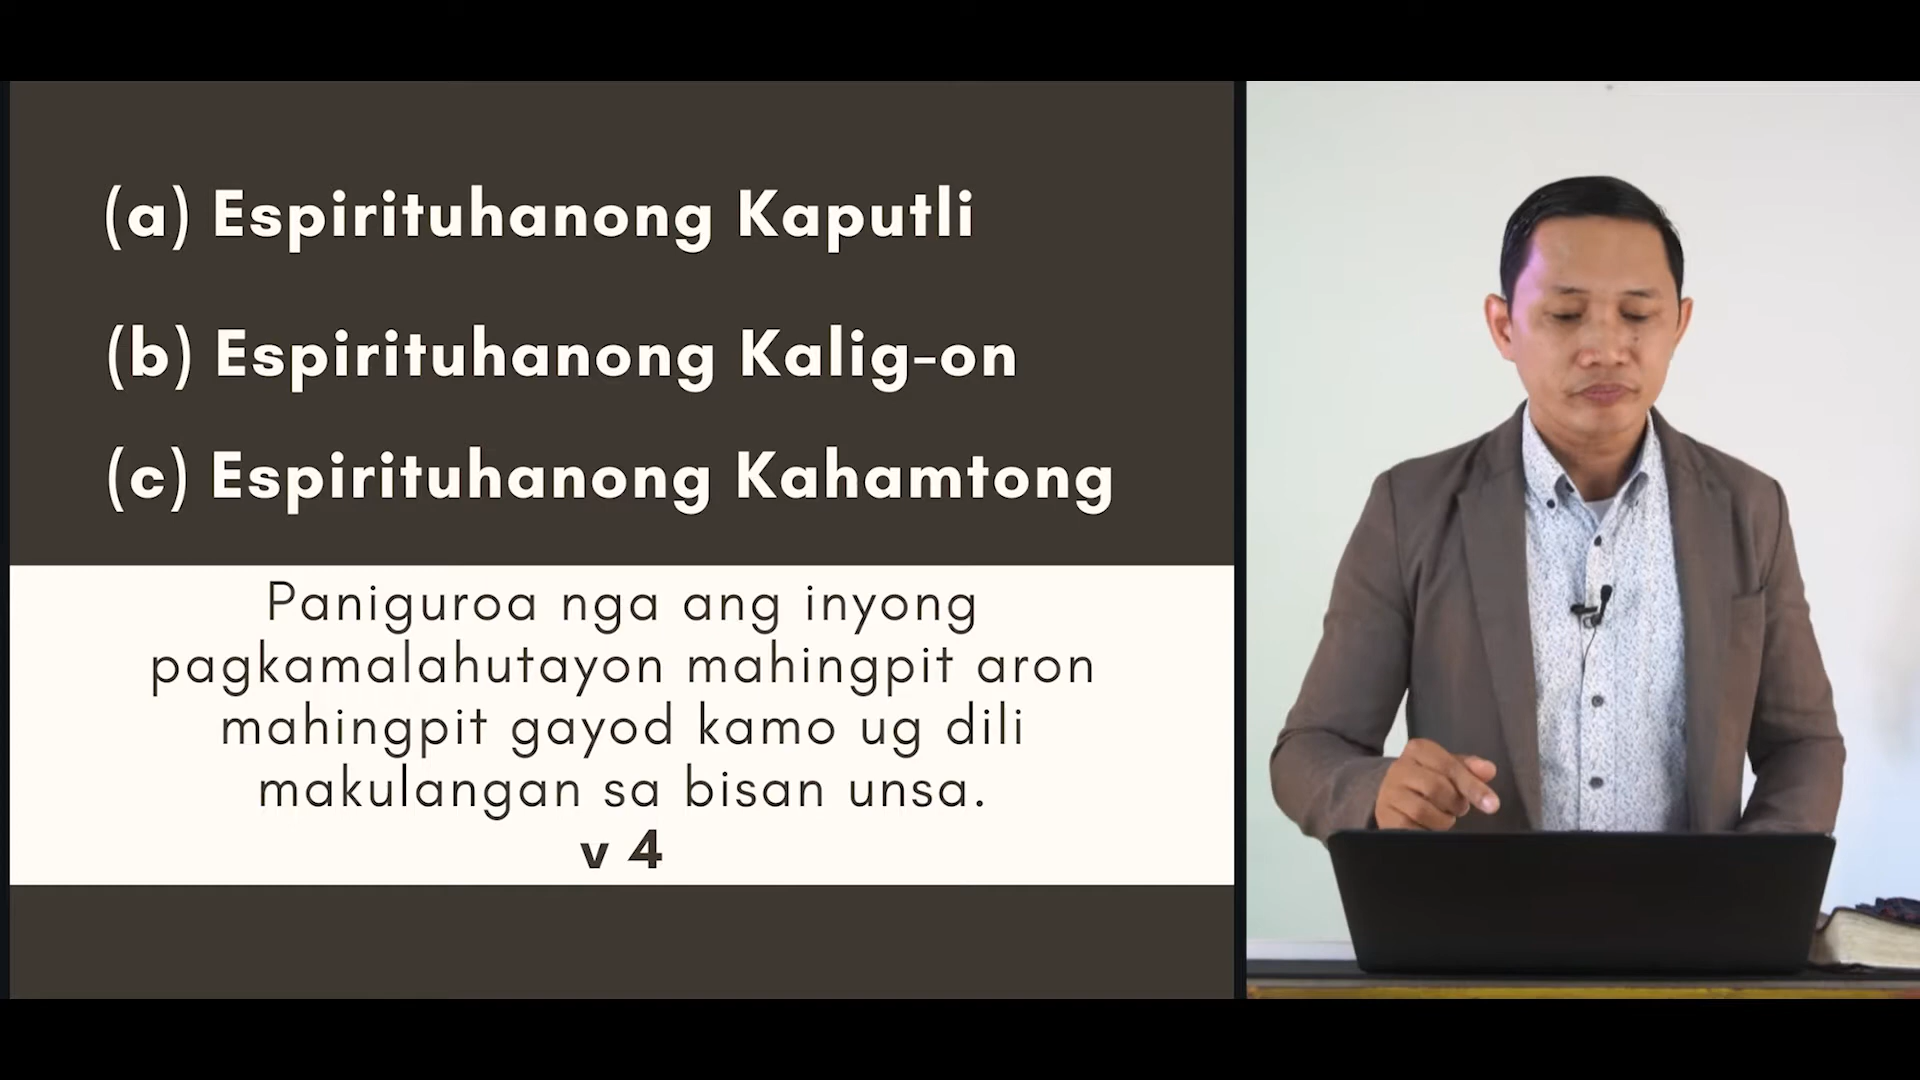 (a) Espirituhanong Kaputli
(b) Espirituhanong Kalig-on
(c) Espirituhanong Kahamtong
Paniguroa nga ang inyong
pagkamalahutayon mahingpit aron
mahingpit gayod kamo ug dili
makulangan sa bisan unsa.
v 4